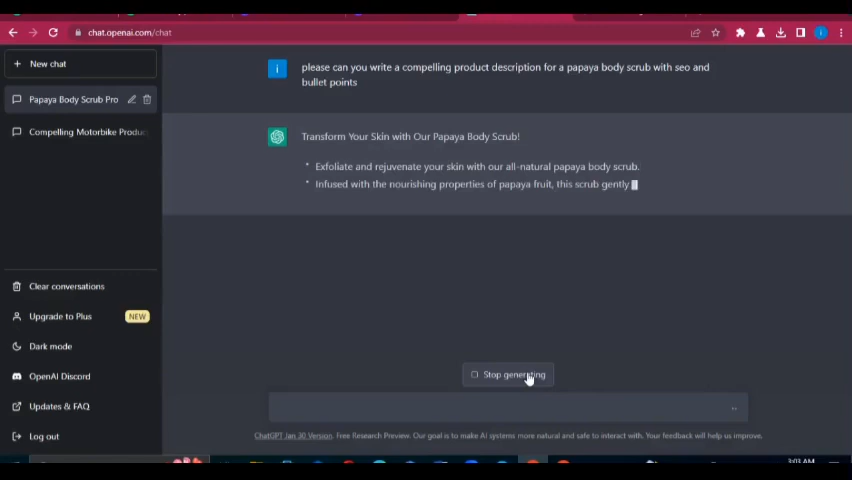 chat.openai.com/chat
New chat
please can you write a compelling product description for a papaya body scrub with seo and
bullet points
Papaya Body Scrub Pro
Compelling Motorbike Produc
Transform Your Skin with Our Papaya Body Scrub!
• Exfoliate and rejuvenate your skin with our all-natural papaya body scrub.
• Infused with the nourishing properties of papaya fruit, this scrub gently
Clear conversations
Upgrade to Plus NEW
Dark mode
OpenAI Discord
Updates & FAQ
Log out
Stop generating
ChatGPT Jan 30 Version. Free Research Preview. Our goal is to make AI systems more natural and safe to interact with. Your feedback will help us improve.
3:03 AM